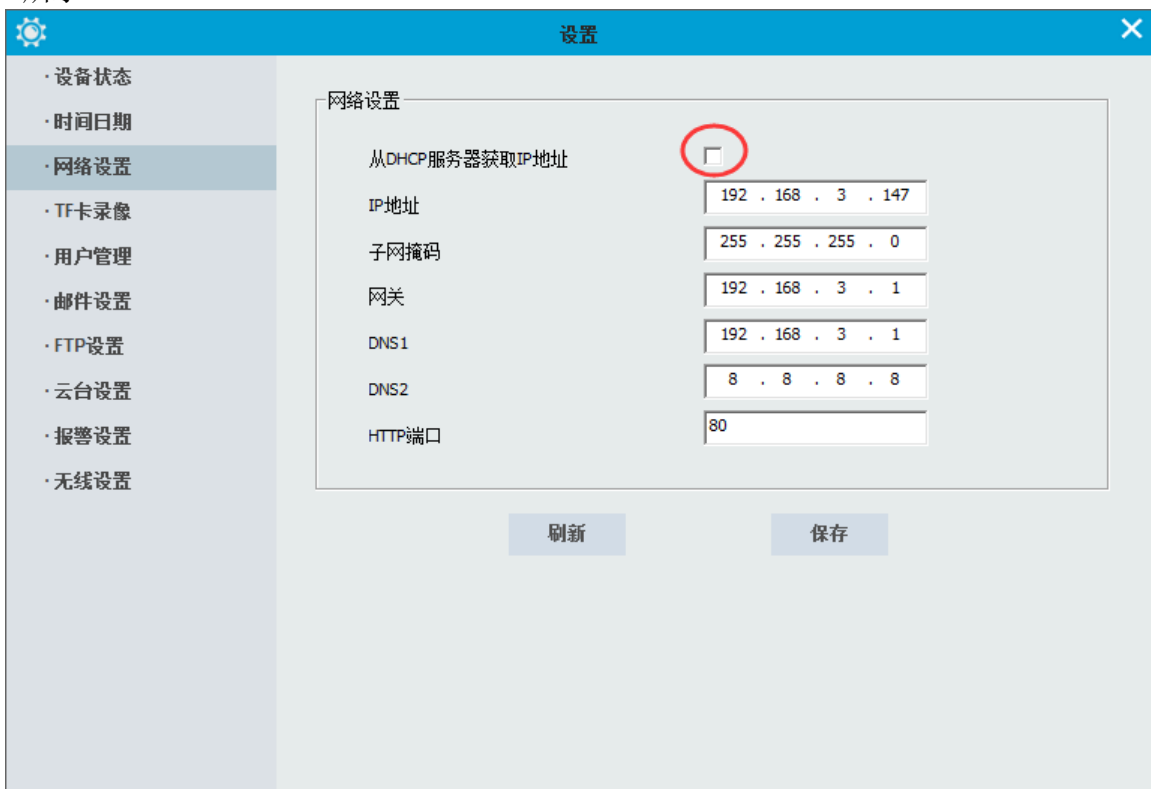 设置
·设备状态
·时间日期
·网络设置
·TF卡录像
·用户管理
·邮件设置
·FTP设置
·云台设置
·报警设置
·无线设置
网络设置
从DHCP服务器获取IP地址
IP地址 192 . 168 . 3 . 147
子网掩码 255 . 255 . 255 . 0
网关 192 . 168 . 3 . 1
DNS1 192 . 168 . 3 . 1
DNS2 8 . 8 . 8 . 8
HTTP端口 80
刷新 保存